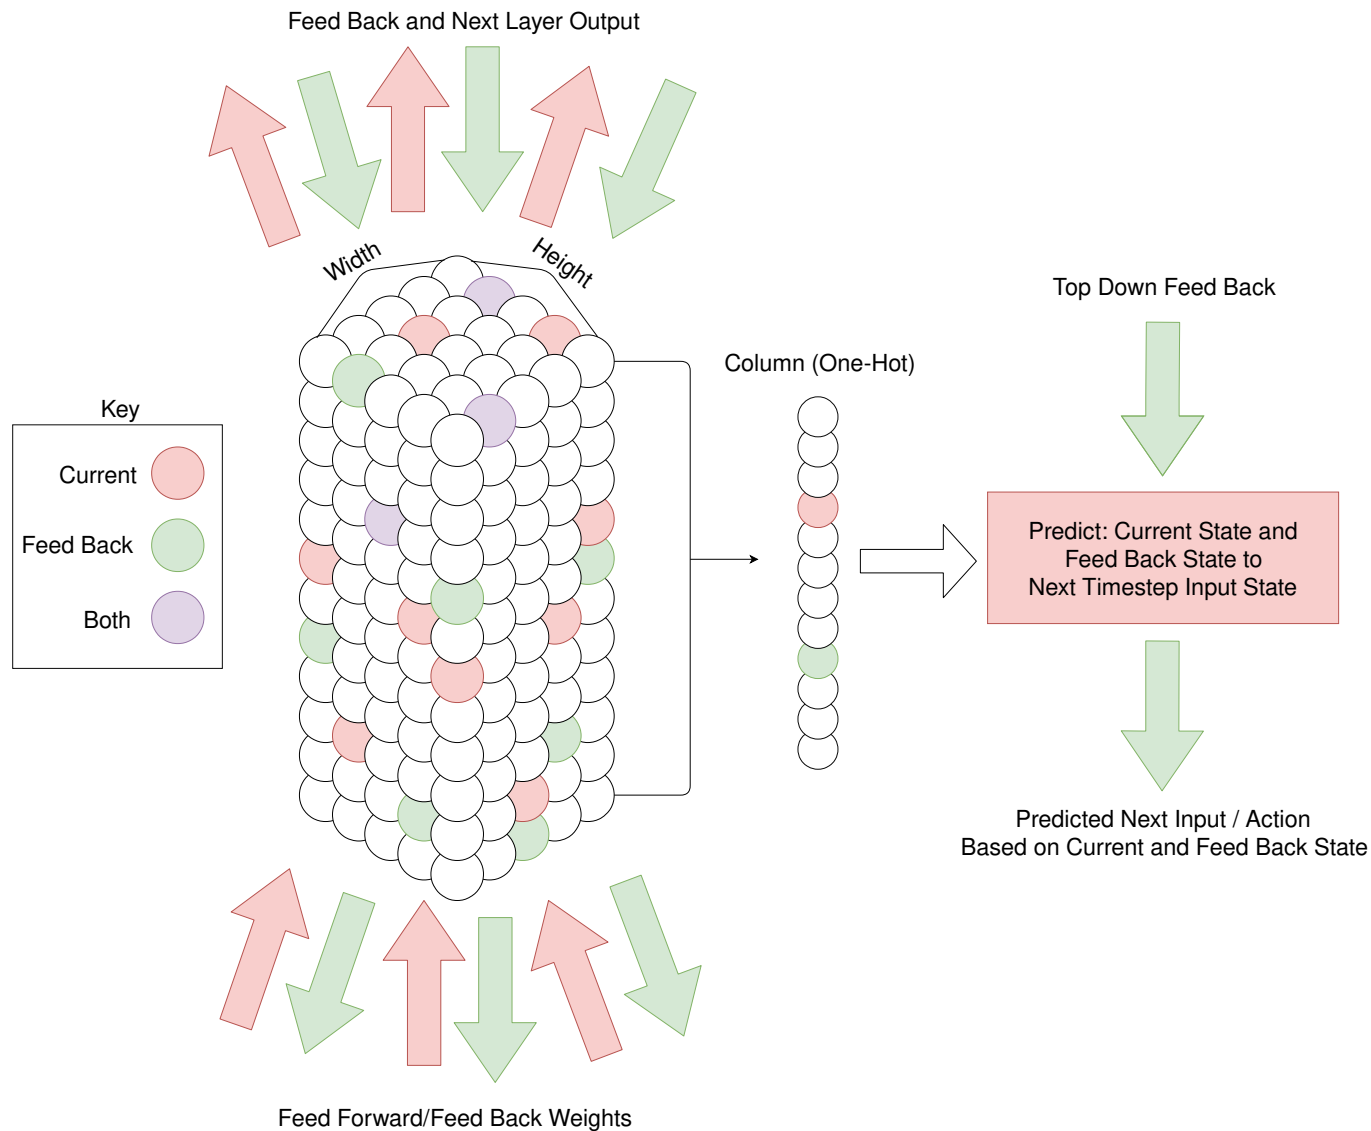 Feed Back and Next Layer Output
Width
Height
Top Down Feed Back
Column (One-Hot)
Key
Current
Feed Back
Both
Predict: Current State and
Feed Back State to
Next Timestep Input State
Predicted Next Input / Action
Based on Current and Feed Back State
Feed Forward/Feed Back Weights